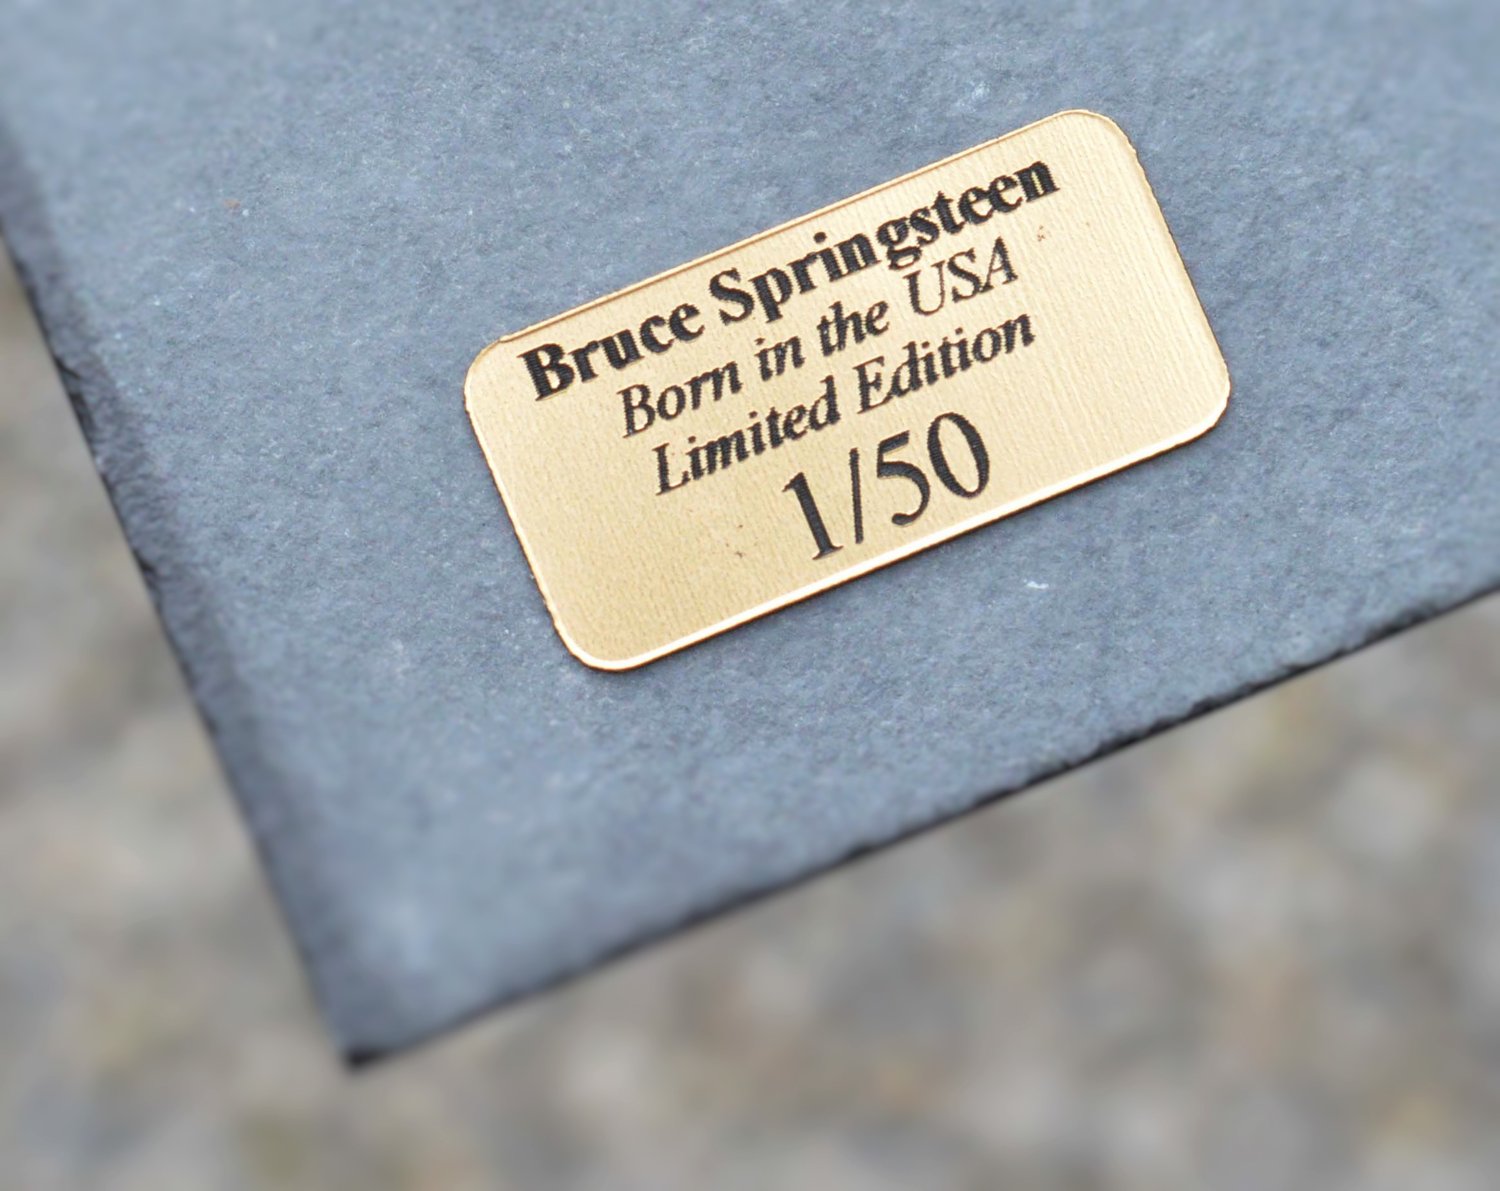 Bruce Springsteen
Born in the USA
Limited Edition
1/50